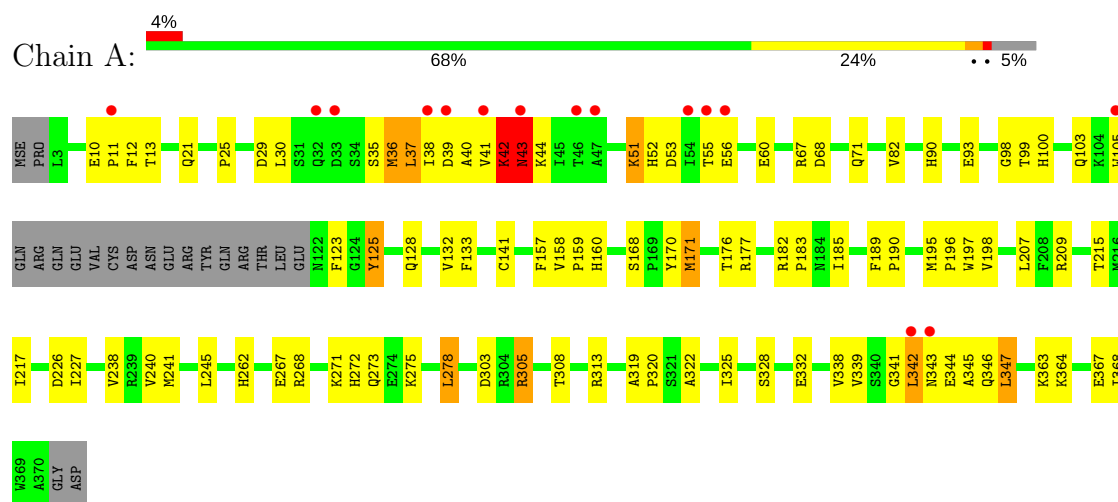 4%
Chain A:
68% 24% • • 5%
MSE PRO L3 E10 P11 F12 T13 Q21 P25 D29 L30 S31 Q32 D33 S34 S35 M36 L37 I38 D39 A40 V41 K42 N43 K44 I45 T46 A47 K51 H52 D53 I54 T55 E56 E60 R67 D68 Q71 V82 H90 E93 G98 T99 H100 Q103 K104 W105
GLN ARG GLN GLU VAL CYS ASP ASN GLU ARG TYR GLN ARG THR LEU GLU N122 F123 G124 Y125 Q128 V132 F133 C141 F157 V158 P159 H160 S168 P169 Y170 M171 T176 R177 R182 P183 N184 I185 F189 P190 M195 P196 W197 V198 L207 F208 R209 T215 M216
I217 D226 I227 V238 R239 V240 M241 L245 H262 E267 R268 K271 H272 Q273 E274 K275 L278 D303 R304 R305 T308 R313 A319 P320 S321 A322 I325 S328 E332 V338 V339 S340 G341 L342 N343 E344 A345 Q346 L347 K363 K364 E367 I368
W369 A370 GLY ASP